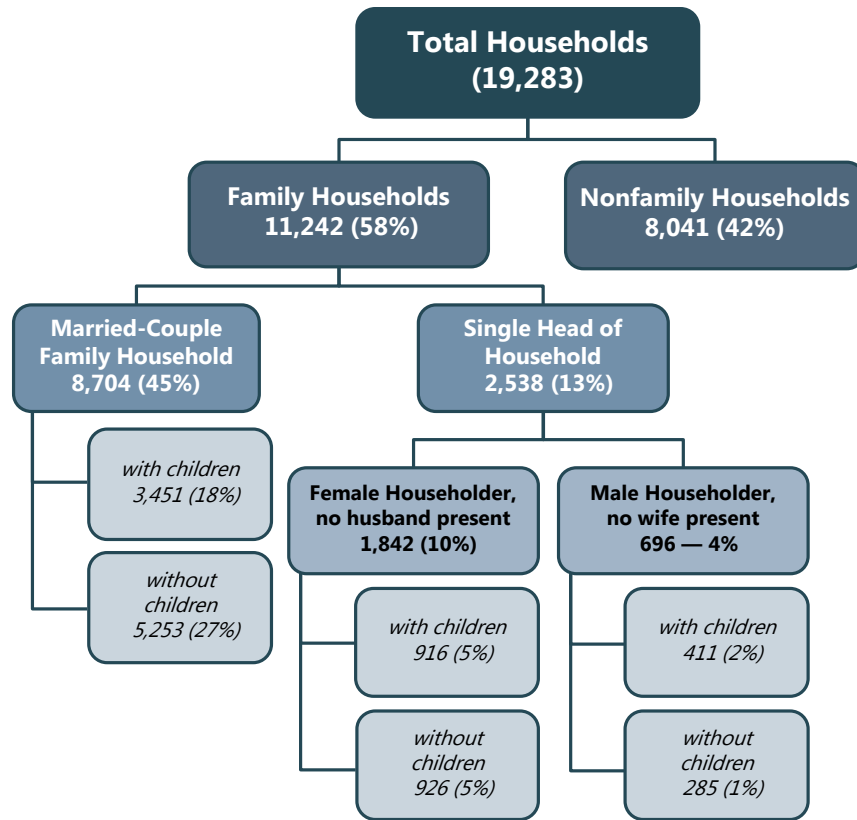 Total Households
(19,283)
Family Households
11,242 (58%)
Nonfamily Households
8,041 (42%)
Married-Couple
Family Household
8,704 (45%)
Single Head of
Household
2,538 (13%)
with children
3,451 (18%)
without
children
5,253 (27%)
Female Householder,
no husband present
1,842 (10%)
Male Householder,
no wife present
696 — 4%
with children
916 (5%)
without
children
926 (5%)
with children
411 (2%)
without
children
285 (1%)